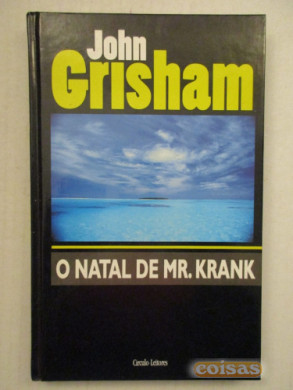 John
Grisham
O NATAL DE MR. KRANK
Círculo Leitores
coisas